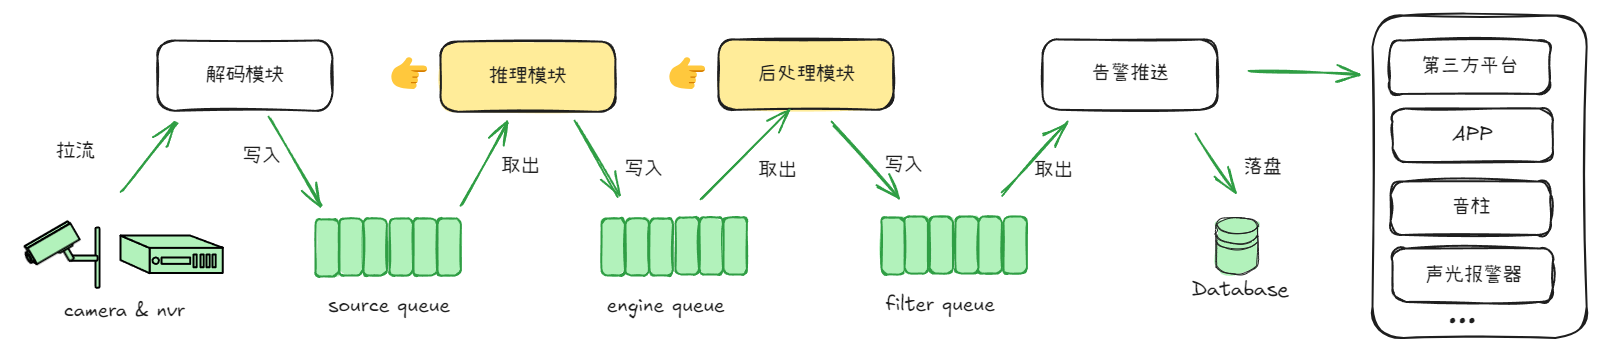 解码模块
推理模块
后处理模块
告警推送
第三方平台
APP
音柱
声光报警器
...
拉流
写入
取出
写入
取出
写入
取出
落盘
camera & nvr
source queue
engine queue
filter queue
Database